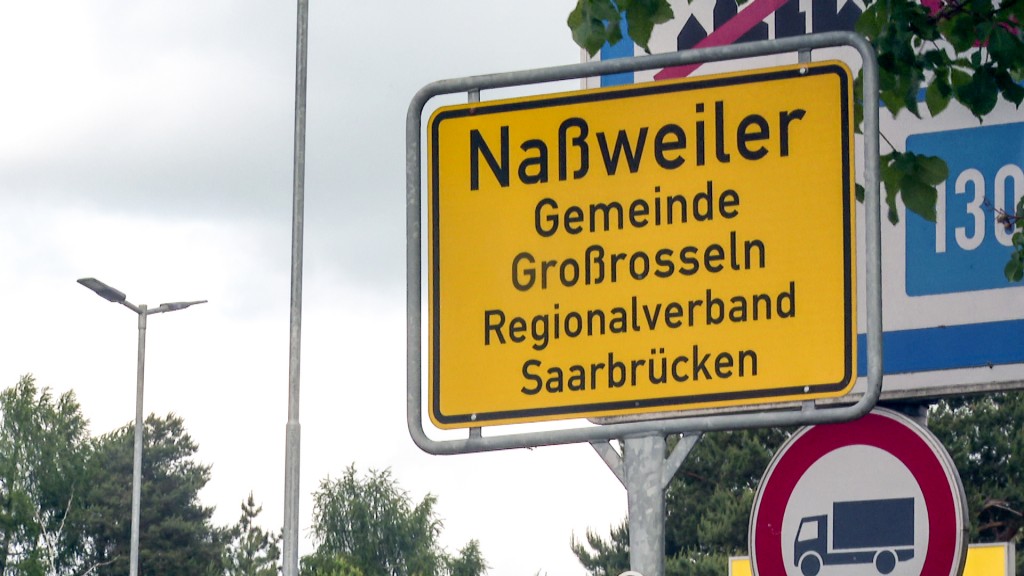 Naßweiler
Gemeinde
Großrosseln
Regionalverband
Saarbrücken
130